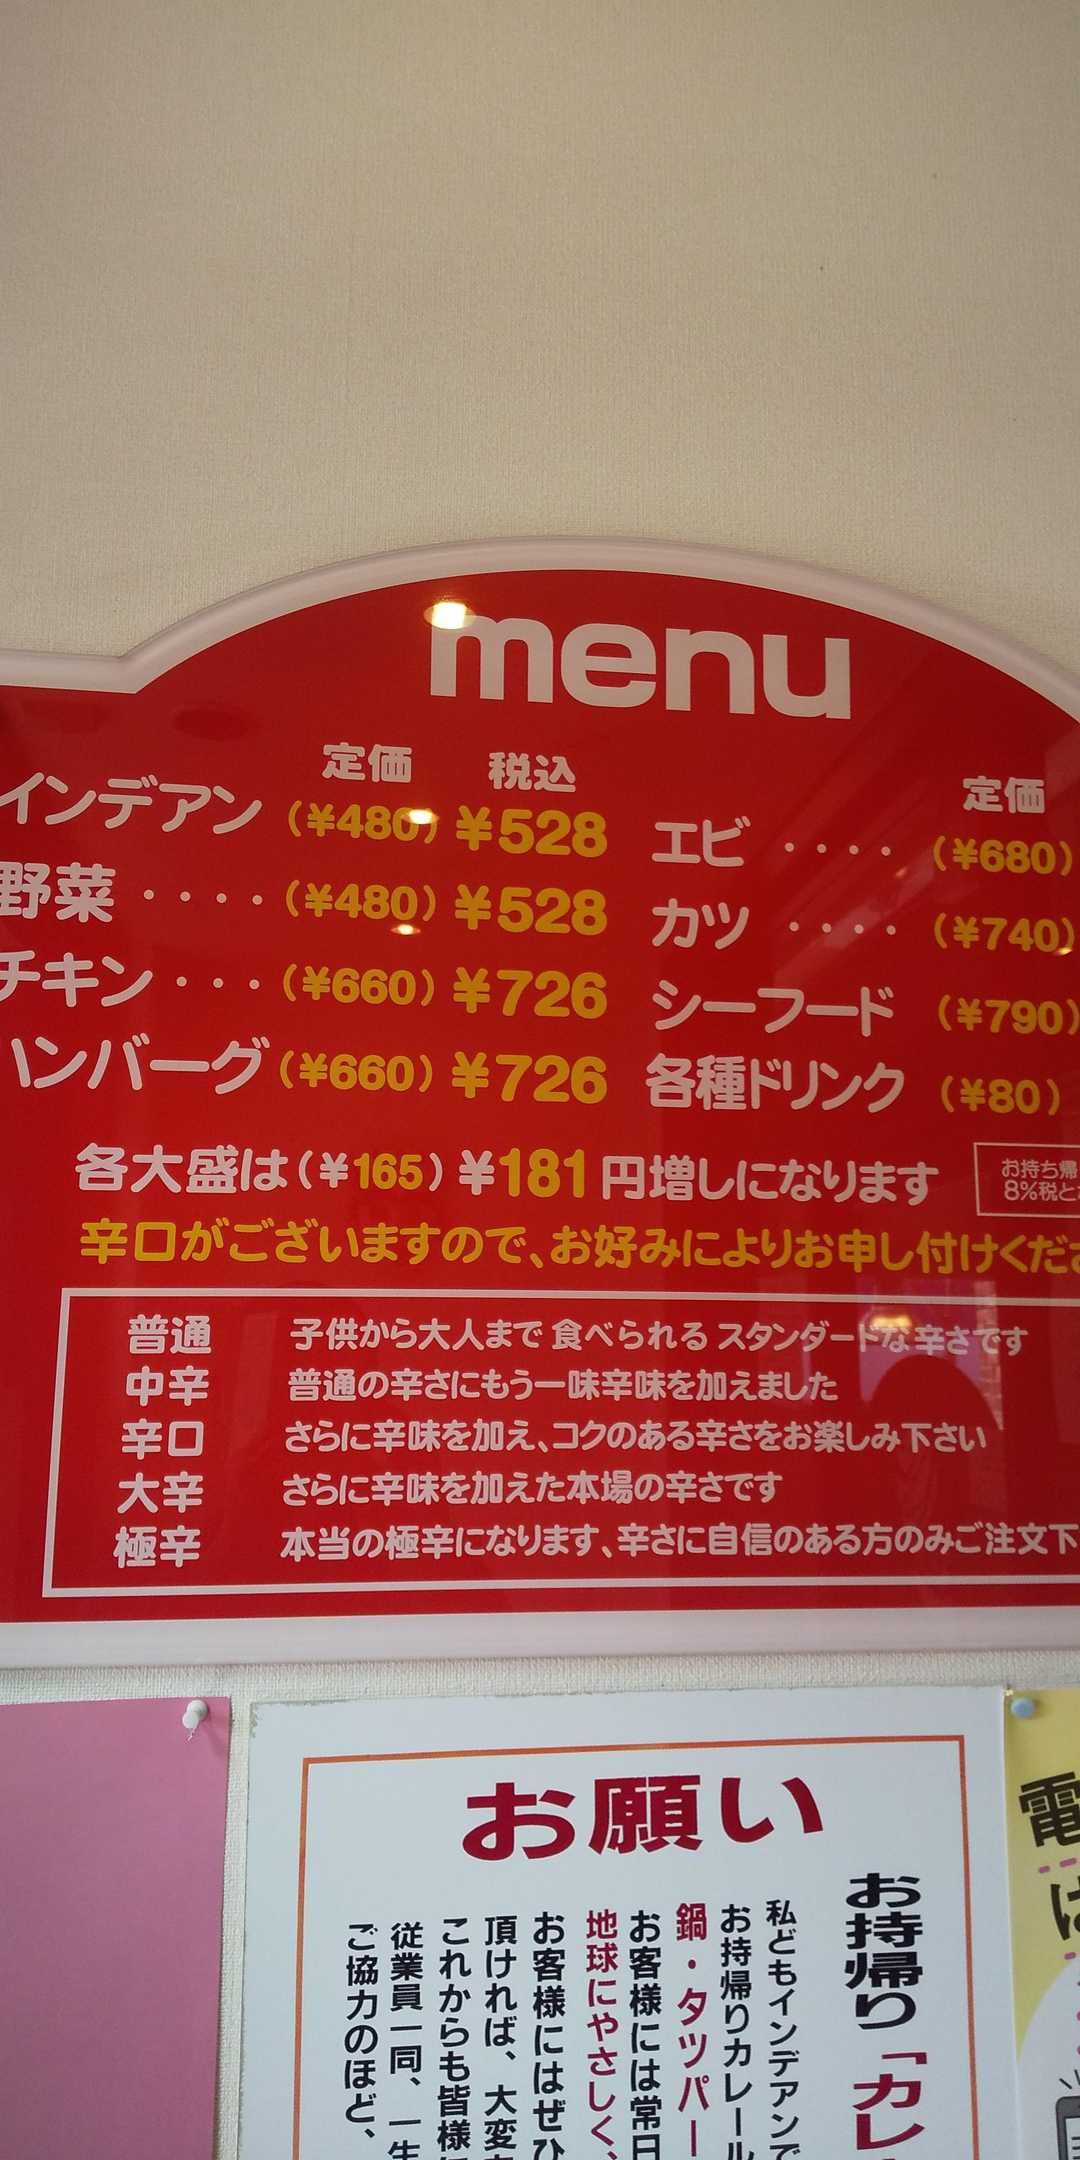 menu
定価 税込
インデアン (¥480) ¥528
野菜 ････ (¥480) ¥528
チキン ･･･ (¥660) ¥726
ハンバーグ (¥660) ¥726
定価
エビ ････ (¥680)
カツ ････ (¥740)
シーフード (¥790)
各種ドリンク (¥80)
各大盛は(¥165) ¥181 円増しになります
お持ち帰
8%税と
辛口がございますので、お好みによりお申し付けくださ
普通 子供から大人まで 食べられる スタンダードな辛さです
中辛 普通の辛さにもう一味辛味を加えました
辛口 さらに辛味を加え、コクのある辛さをお楽しみ下さい
大辛 さらに辛味を加えた本場の辛さです
極辛 本当の極辛になります、辛さに自信のある方のみご注文下
お願い
お持帰り「カレ
私どもインデアンで
お持帰りカレール
鍋・タツパー
お客様には常日
地球にやさしく、
お客様にはぜひ
頂ければ、大変
これからも皆様
従業員一同、一生
ご協力のほど、
電
は